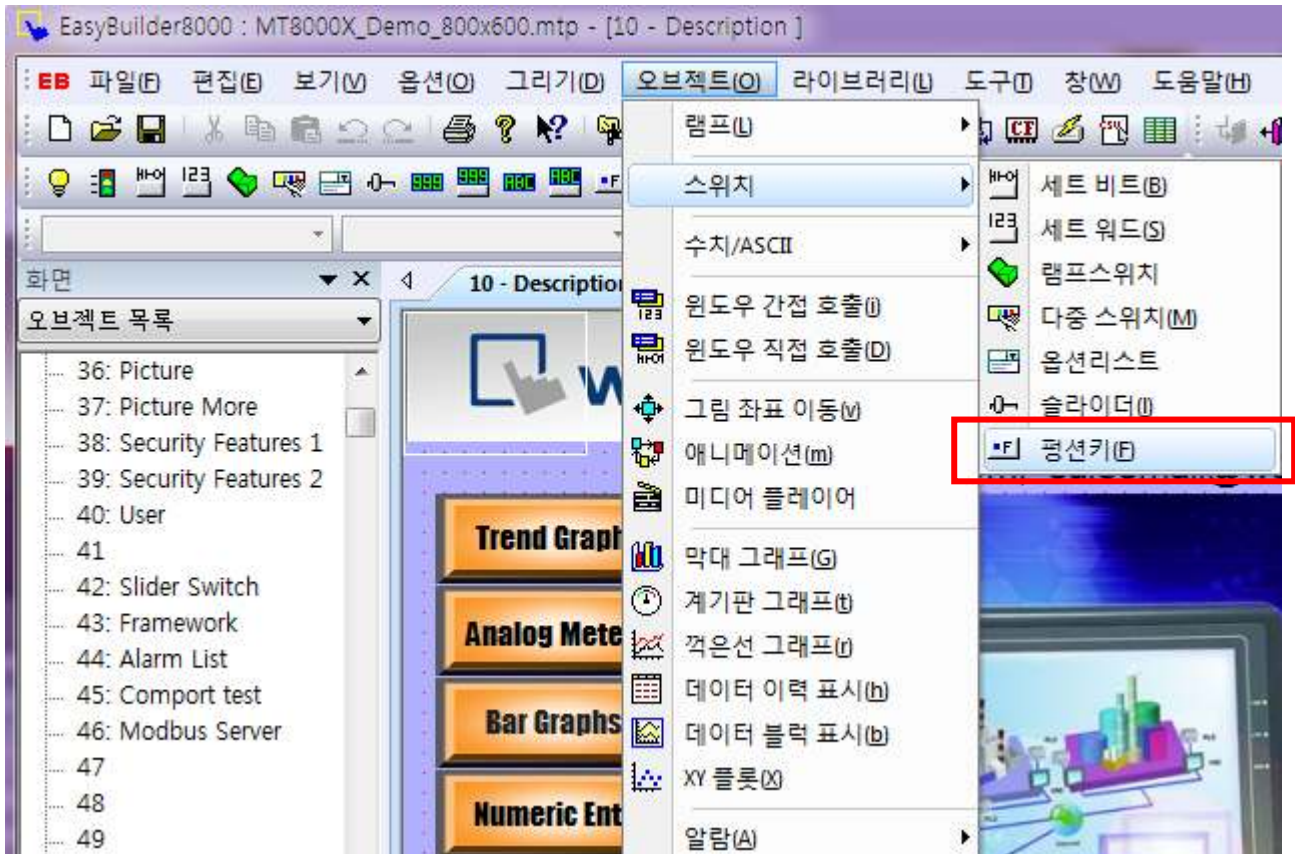 EasyBuilder8000 : MT8000X_Demo_800x600.mtp - [10 - Description ]
EB 파일(F) 편집(E) 보기(V) 옵션(O) 그리기(D) 오브젝트(O) 라이브러리(L) 도구(T) 창(W) 도움말(H)
화면
오브젝트 목록
36: Picture
37: Picture More
38: Security Features 1
39: Security Features 2
40: User
41
42: Slider Switch
43: Framework
44: Alarm List
45: Comport test
46: Modbus Server
47
48
49
10 - Description
Trend Graph
Analog Mete
Bar Graphs
Numeric Ent
램프(L)
스위치
수치/ASCII
윈도우 간접 호출(i)
윈도우 직접 호출(D)
그림 좌표 이동(v)
애니메이션(m)
미디어 플레이어
막대 그래프(G)
계기판 그래프(t)
꺽은선 그래프(r)
데이터 이력 표시(h)
데이터 블럭 표시(b)
XY 플롯(X)
알람(A)
세트 비트(B)
세트 워드(S)
램프스위치
다중 스위치(M)
옵션리스트
슬라이더(I)
펑션키(F)